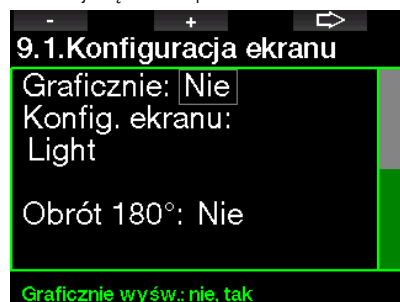 - +
9.1.Konfiguracja ekranu
Graficznie: Nie
Konfig. ekranu:
Light
Obrót 180°: Nie
Graficznie wyśw.: nie, tak